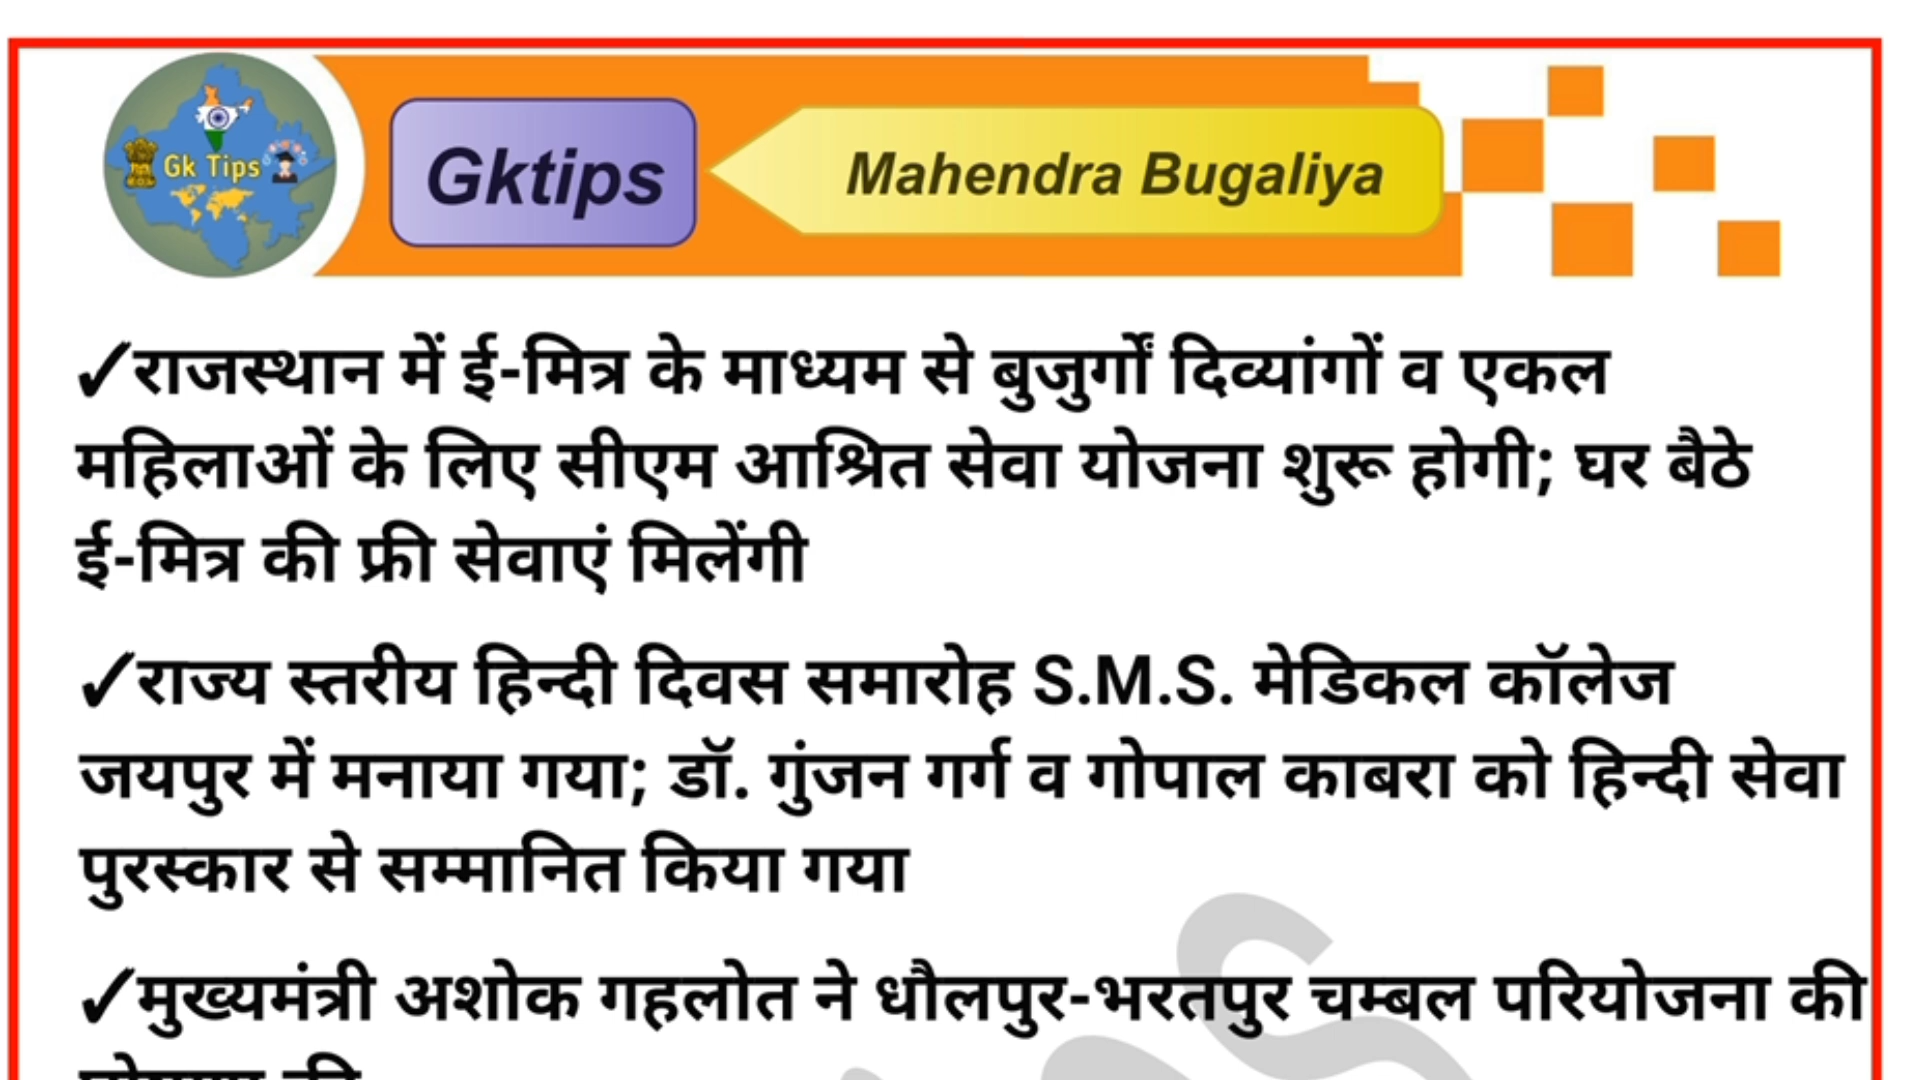 Gk Tips
Gktips
Mahendra Bugaliya
✓राजस्थान में ई-मित्र के माध्यम से बुजुर्गों दिव्यांगों व एकल
महिलाओं के लिए सीएम आश्रित सेवा योजना शुरू होगी; घर बैठे
ई-मित्र की फ्री सेवाएं मिलेंगी
✓राज्य स्तरीय हिन्दी दिवस समारोह S.M.S. मेडिकल कॉलेज
जयपुर में मनाया गया; डॉ. गुंजन गर्ग व गोपाल काबरा को हिन्दी सेवा
पुरस्कार से सम्मानित किया गया
✓मुख्यमंत्री अशोक गहलोत ने धौलपुर-भरतपुर चम्बल परियोजना की